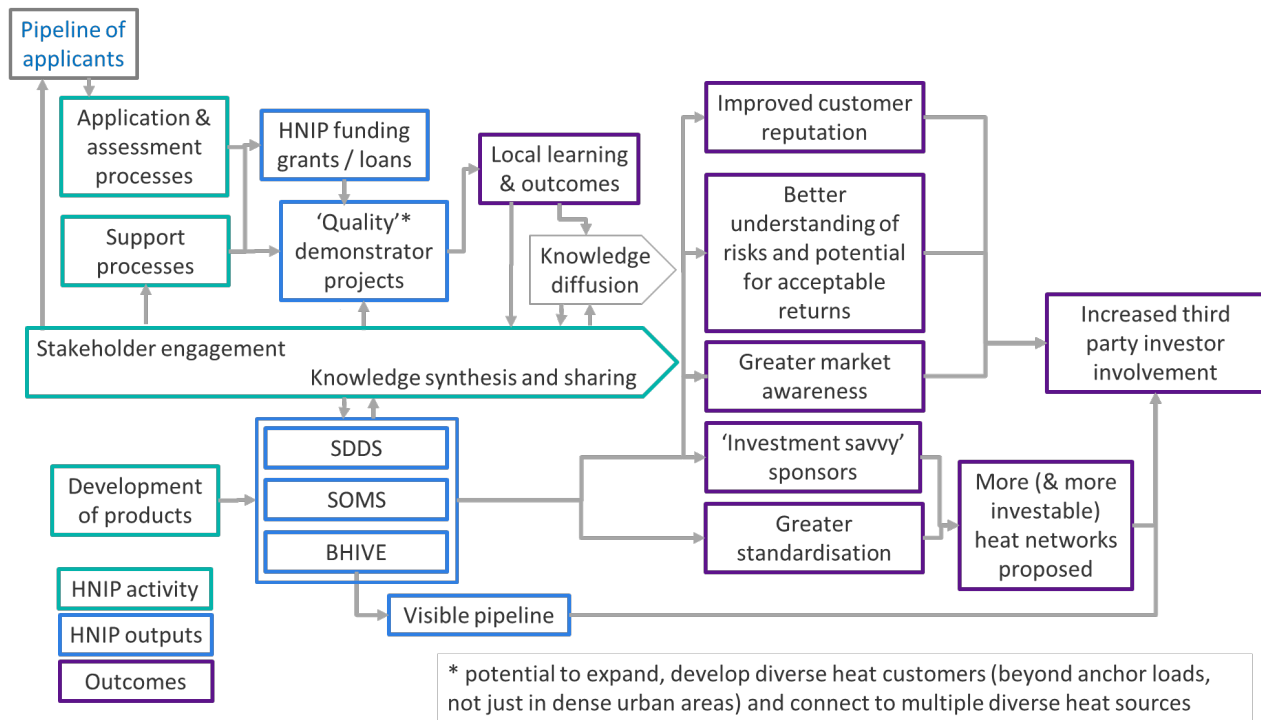 Pipeline of
applicants
Application &
assessment
processes
HNIP funding
grants / loans
Local learning
& outcomes
Support
processes
‘Quality’*
demonstrator
projects
Knowledge
diffusion
Stakeholder engagement
Knowledge synthesis and sharing
SDDS
SOMS
BHIVE
Development
of products
Visible pipeline
Improved customer
reputation
Better
understanding of
risks and potential
for acceptable
returns
Greater market
awareness
‘Investment savvy’
sponsors
Greater
standardisation
More (& more
investable)
heat networks
proposed
Increased third
party investor
involvement
HNIP activity
HNIP outputs
Outcomes
* potential to expand, develop diverse heat customers (beyond anchor loads,
not just in dense urban areas) and connect to multiple diverse heat sources